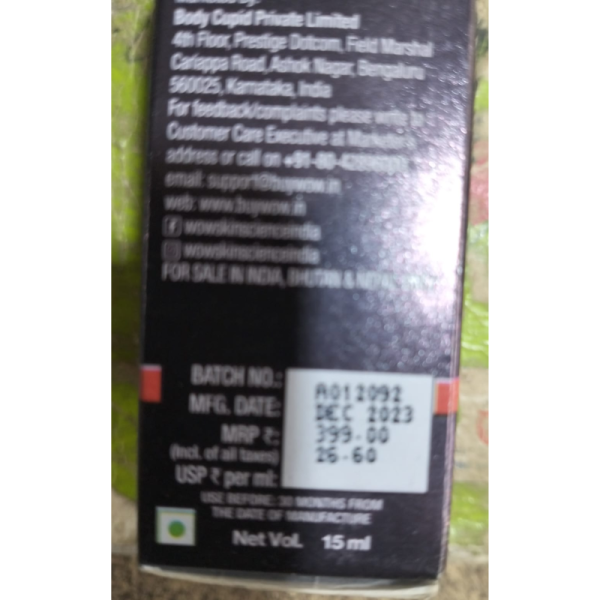 Body Cupid Private Limited
4th Floor, Prestige Dotcom, Field Marshal
Cariappa Road, Ashok Nagar, Bengaluru
560025, Karnataka, India
For feedback/complaints please write to
Customer Care Executive at Marketer's
address or call on +91-80-
email: support@buywow.in
web: www.buywow.in
wowskinscienceindia
wowskinscienceindia
FOR SALE IN INDIA, BHUTAN & NEPAL
BATCH NO.: A012092
MFG. DATE: DEC 2023
MRP ₹: 399.00
(Incl. of all taxes)
USP ₹ per ml: 26.60
USE BEFORE: 30 MONTHS FROM
THE DATE OF MANUFACTURE
Net Vol. 15 ml